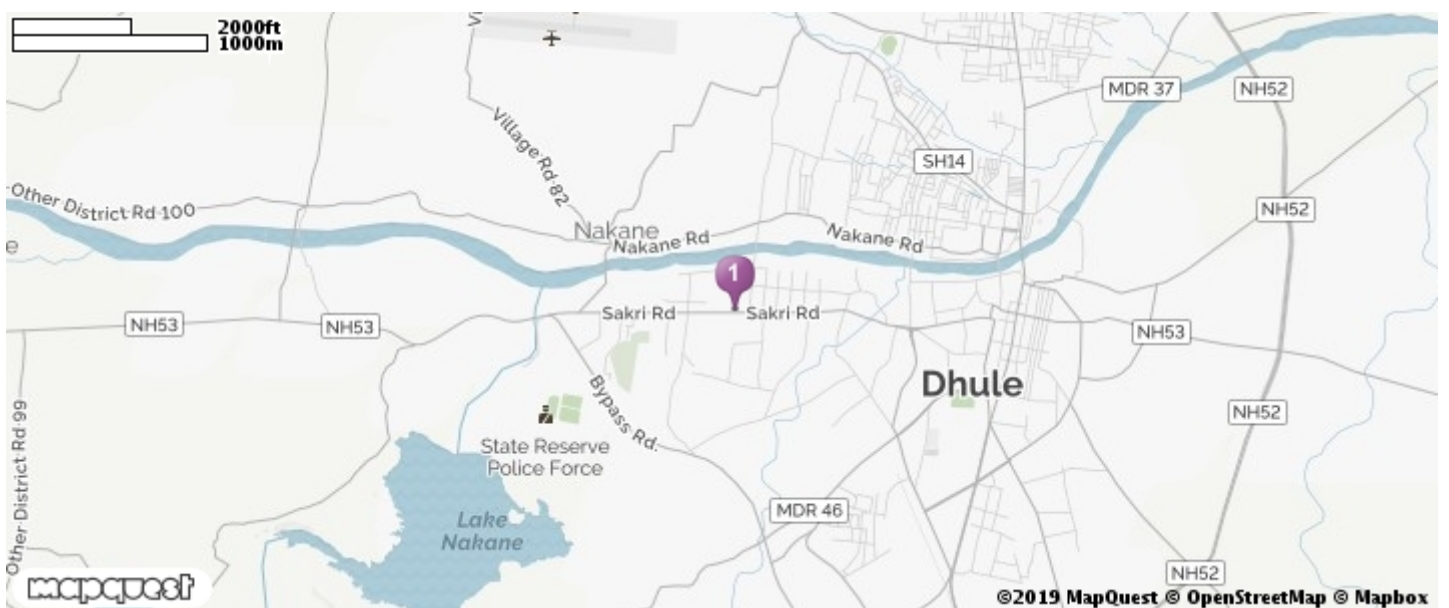 2000ft
1000m
MDR 37
NH52
Village Rd 82
SH14
Other District Rd 100
Nakane
Nakane Rd
Nakane Rd
NH52
1
NH53
NH53
Sakri Rd
Sakri Rd
NH53
Dhule
Bypass Rd.
NH52
Other District Rd 99
State Reserve
Police Force
MDR 46
Lake
Nakane
NH52
mapquest
©2019 MapQuest © OpenStreetMap © Mapbox